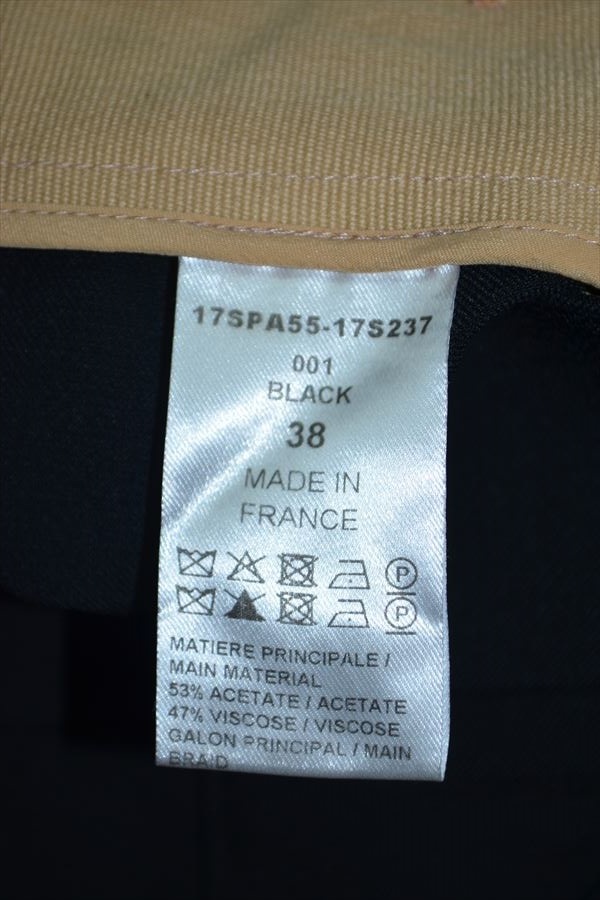 17SPA55-17S237
001
BLACK
38
MADE IN
FRANCE
P
P
MATIERE PRINCIPALE /
MAIN MATERIAL
53% ACETATE / ACETATE
47% VISCOSE / VISCOSE
GALON PRINCIPAL / MAIN
BRAID